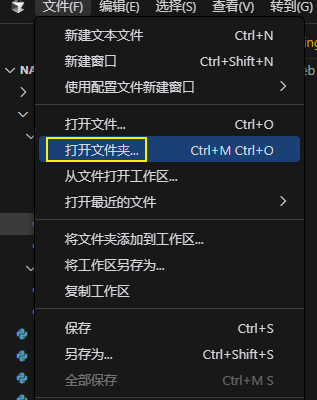 文件(F) 编辑(E) 选择(S) 查看(V) 转到(G)
新建文本文件 Ctrl+N
新建窗口 Ctrl+Shift+N
使用配置文件新建窗口
打开文件... Ctrl+O
打开文件夹... Ctrl+M Ctrl+O
从文件打开工作区...
打开最近的文件
将文件夹添加到工作区...
将工作区另存为...
复制工作区
保存 Ctrl+S
另存为... Ctrl+Shift+S
全部保存 Ctrl+M S